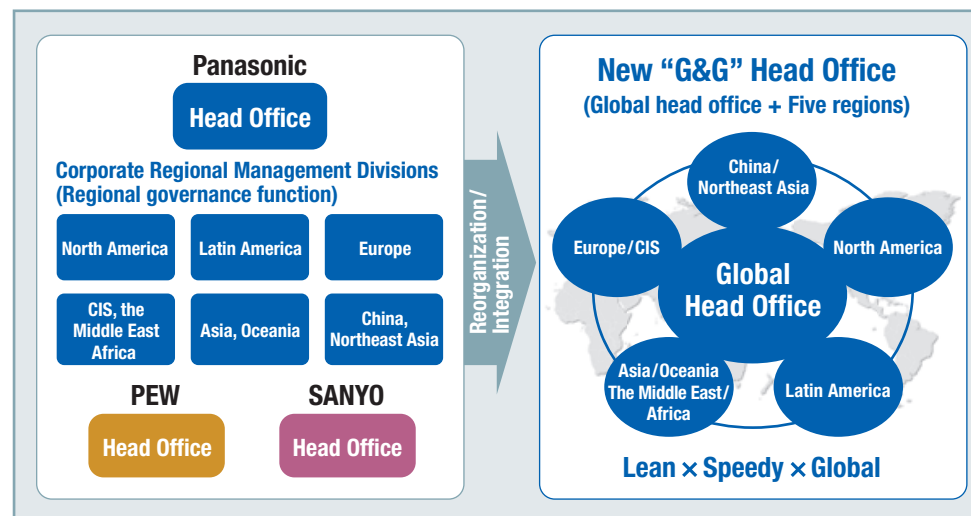 Panasonic
Head Office
Corporate Regional Management Divisions
(Regional governance function)
North America
Latin America
Europe
CIS, the
Middle East
Africa
Asia, Oceania
China,
Northeast Asia
PEW
Head Office
SANYO
Head Office
Reorganization/
Integration
New “G&G” Head Office
(Global head office + Five regions)
China/
Northeast Asia
Europe/CIS
North America
Global
Head Office
Asia/Oceania
The Middle East/
Africa
Latin America
Lean × Speedy × Global